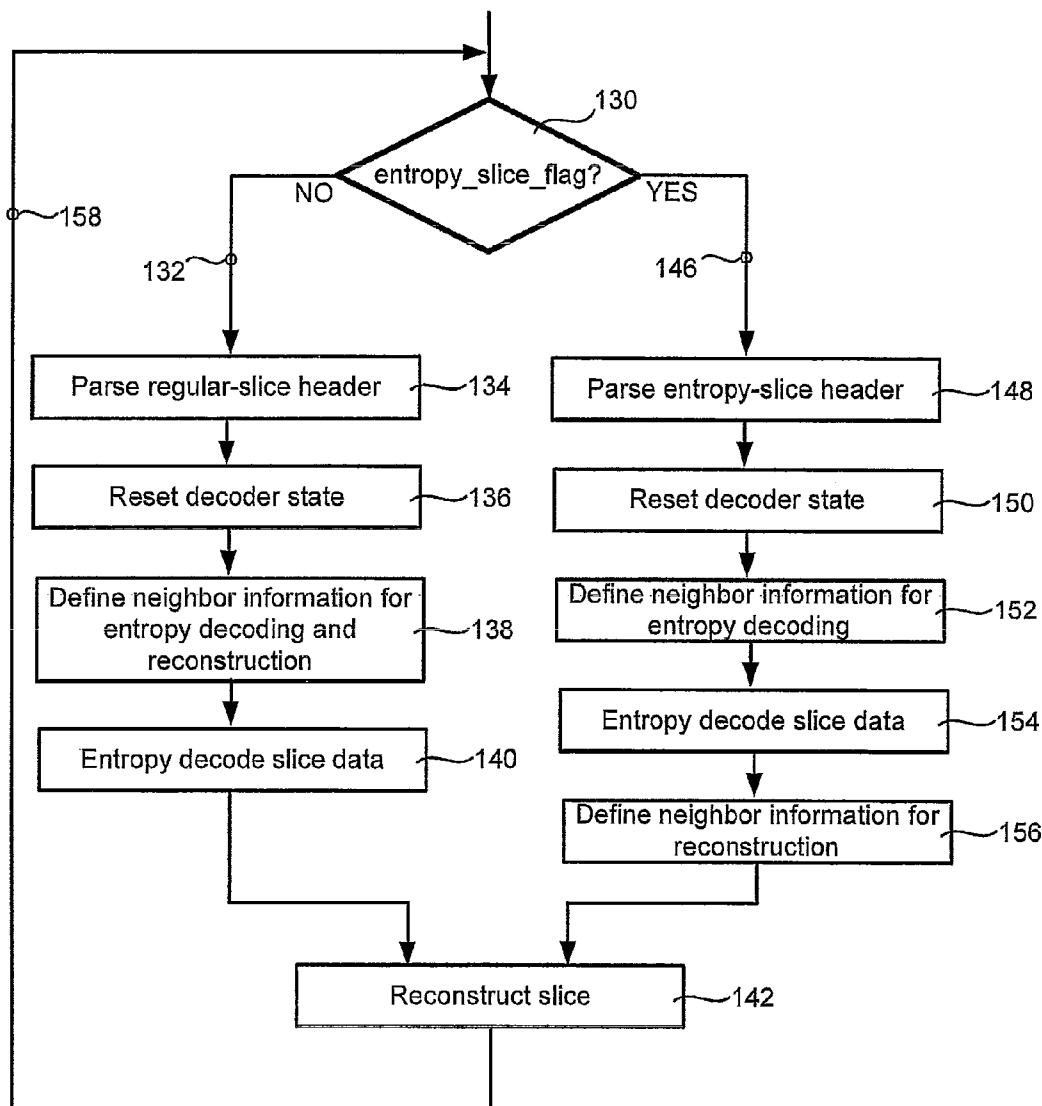 130
entropy_slice_flag?
NO
YES
158
132
146
Parse regular-slice header
134
Parse entropy-slice header
148
Reset decoder state
136
Reset decoder state
150
Define neighbor information for
entropy decoding and
reconstruction
138
Define neighbor information for
entropy decoding
152
Entropy decode slice data
140
Entropy decode slice data
154
Define neighbor information for
reconstruction
156
Reconstruct slice
142